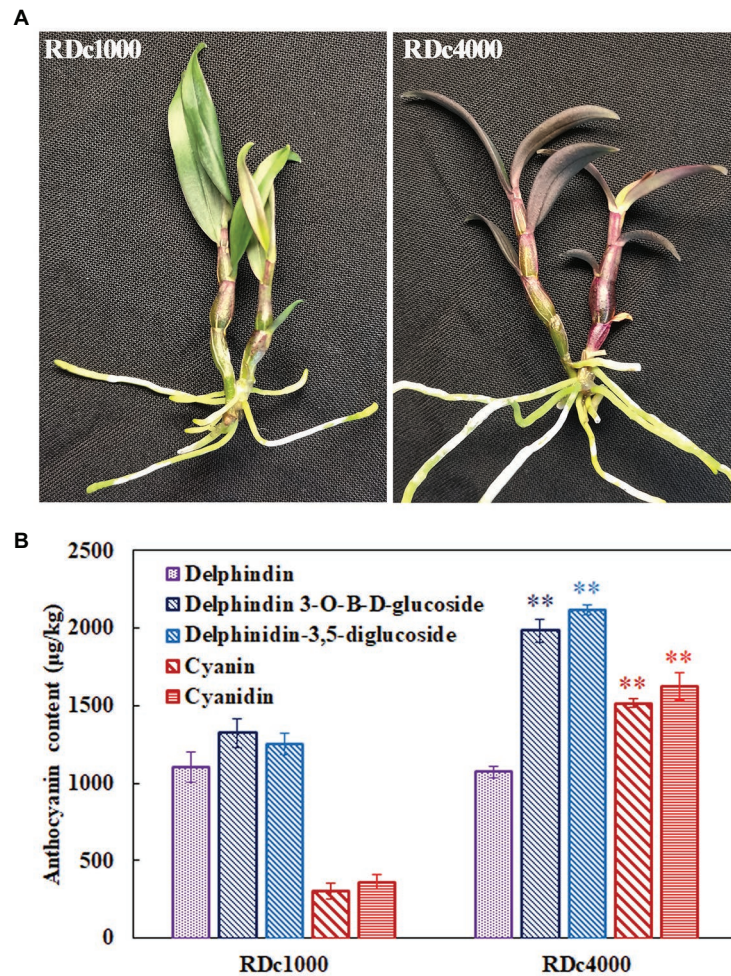 A
RDc1000
RDc4000
B
Anthocyanin content (µg/kg)
2500
2000
1500
1000
500
0
Delphindin
Delphindin 3-O-B-D-glucoside
Delphinidin-3,5-diglucoside
Cyanin
Cyanidin
**
**
**
**
RDc1000
RDc4000